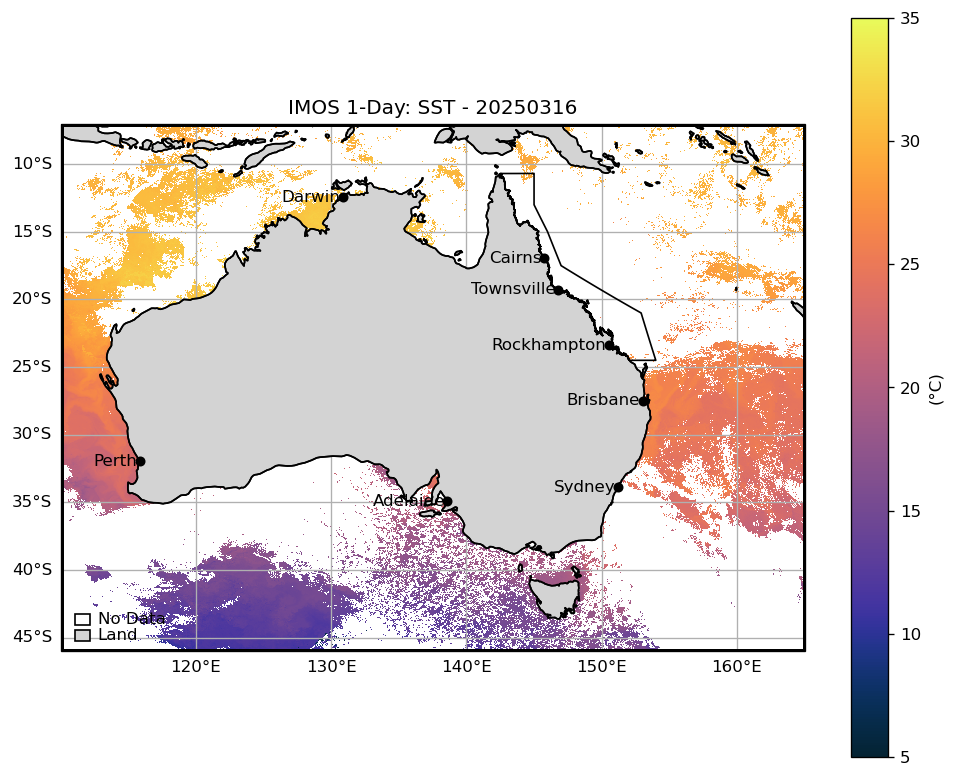 IMOS 1-Day: SST - 20250316
35
30
25
20
15
10
5
(°C)
10°S
15°S
20°S
25°S
30°S
35°S
40°S
45°S
Darwin
Cairns
Townsville
Rockhampton
Brisbane
Perth
Sydney
Adelaide
No Data
Land
120°E
130°E
140°E
150°E
160°E